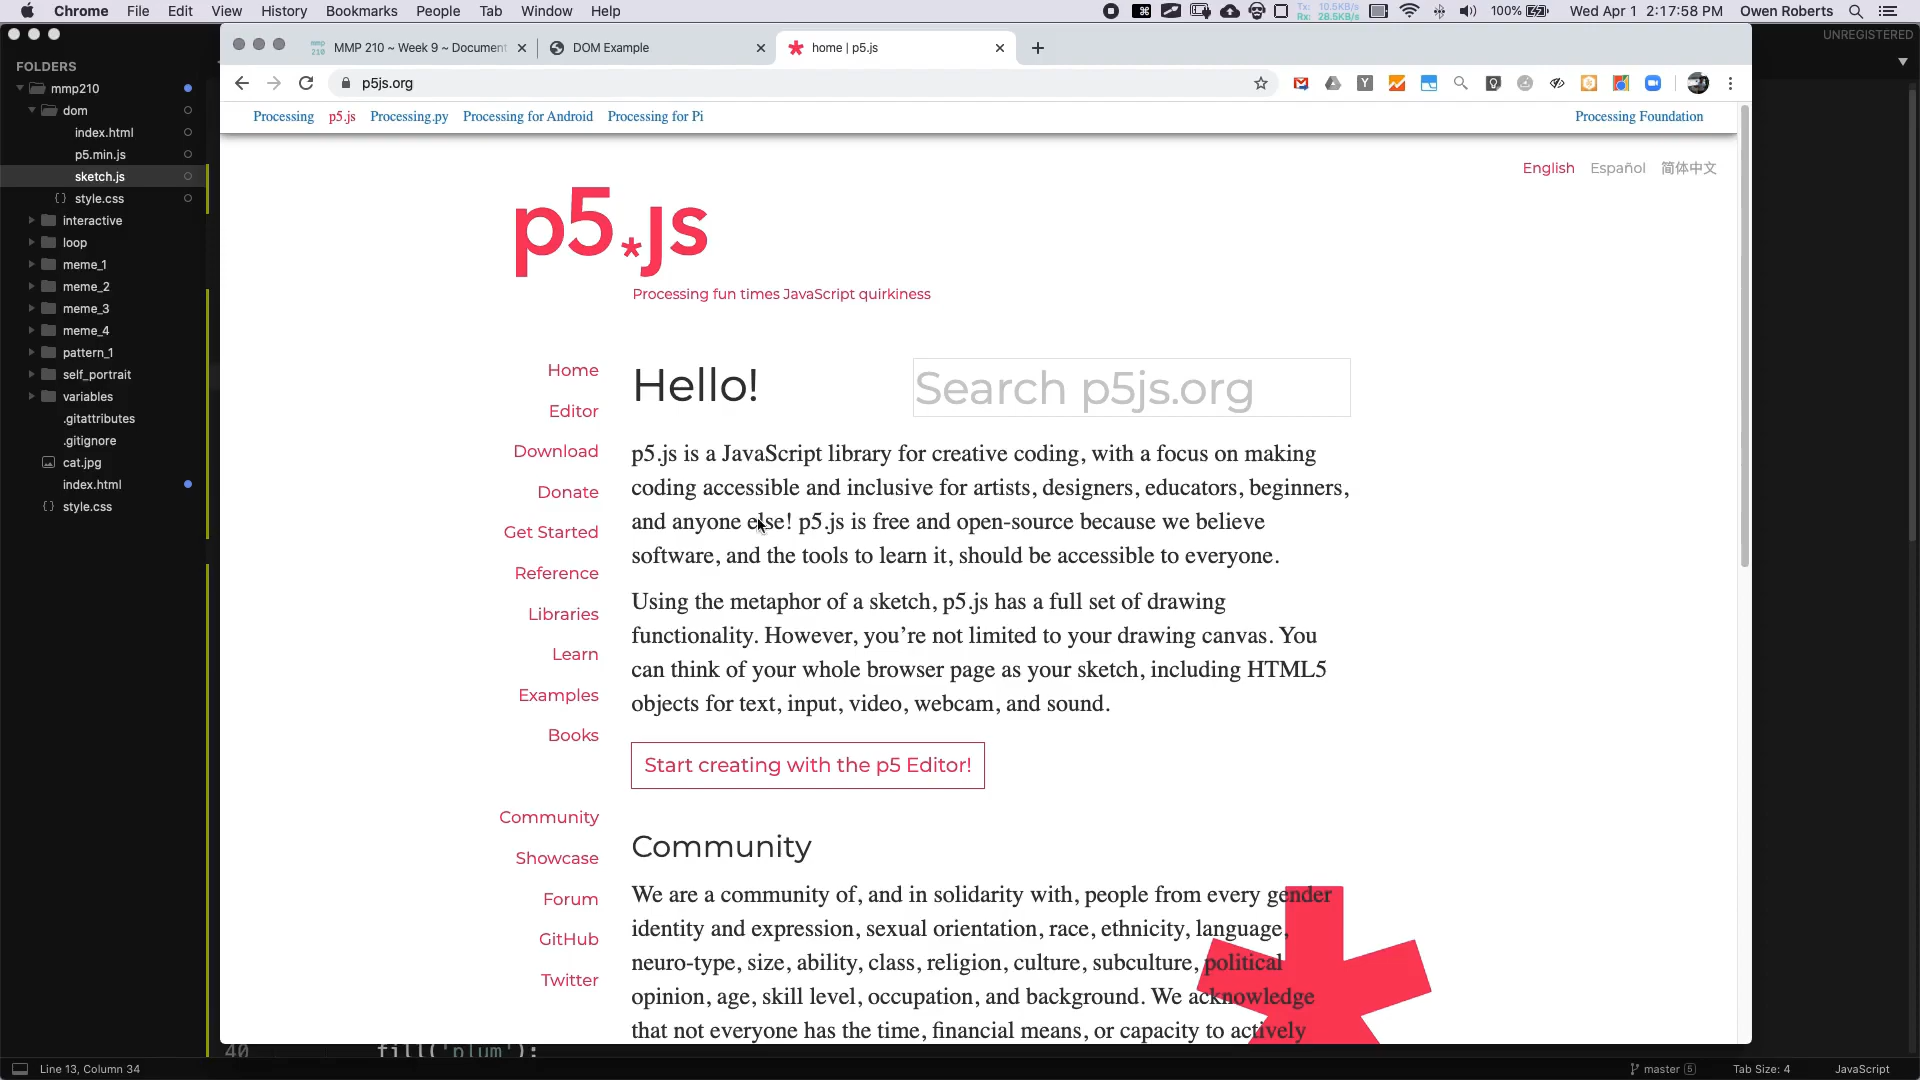 Chrome File Edit View History Bookmarks People Tab Window Help
Tx: 10.5KB/s
Rx: 28.5KB/s
100% Wed Apr 1 2:17:58 PM Owen Roberts
UNREGISTERED
MMP 210 ~ Week 9 ~ Document
DOM Example
home | p5.js
p5js.org
FOLDERS
mmp210
dom
index.html
p5.min.js
sketch.js
style.css
interactive
loop
meme_1
meme_2
meme_3
meme_4
pattern_1
self_portrait
variables
.gitattributes
.gitignore
cat.jpg
index.html
style.css
Processing p5.js Processing.py Processing for Android Processing for Pi
Processing Foundation
English Español 简体中文
p5*js
Processing fun times JavaScript quirkiness
Home
Editor
Download
Donate
Get Started
Reference
Libraries
Learn
Examples
Books
Community
Showcase
Forum
GitHub
Twitter
Hello!
Search p5js.org
p5.js is a JavaScript library for creative coding, with a focus on making
coding accessible and inclusive for artists, designers, educators, beginners,
and anyone else! p5.js is free and open-source because we believe
software, and the tools to learn it, should be accessible to everyone.
Using the metaphor of a sketch, p5.js has a full set of drawing
functionality. However, you’re not limited to your drawing canvas. You
can think of your whole browser page as your sketch, including HTML5
objects for text, input, video, webcam, and sound.
Start creating with the p5 Editor!
Community
We are a community of, and in solidarity with, people from every gender
identity and expression, sexual orientation, race, ethnicity, language,
neuro-type, size, ability, class, religion, culture, subculture, political
opinion, age, skill level, occupation, and background. We acknowledge
that not everyone has the time, financial means, or capacity to actively
40 fill('plum');
Line 13, Column 34
master 6 Tab Size: 4 JavaScript